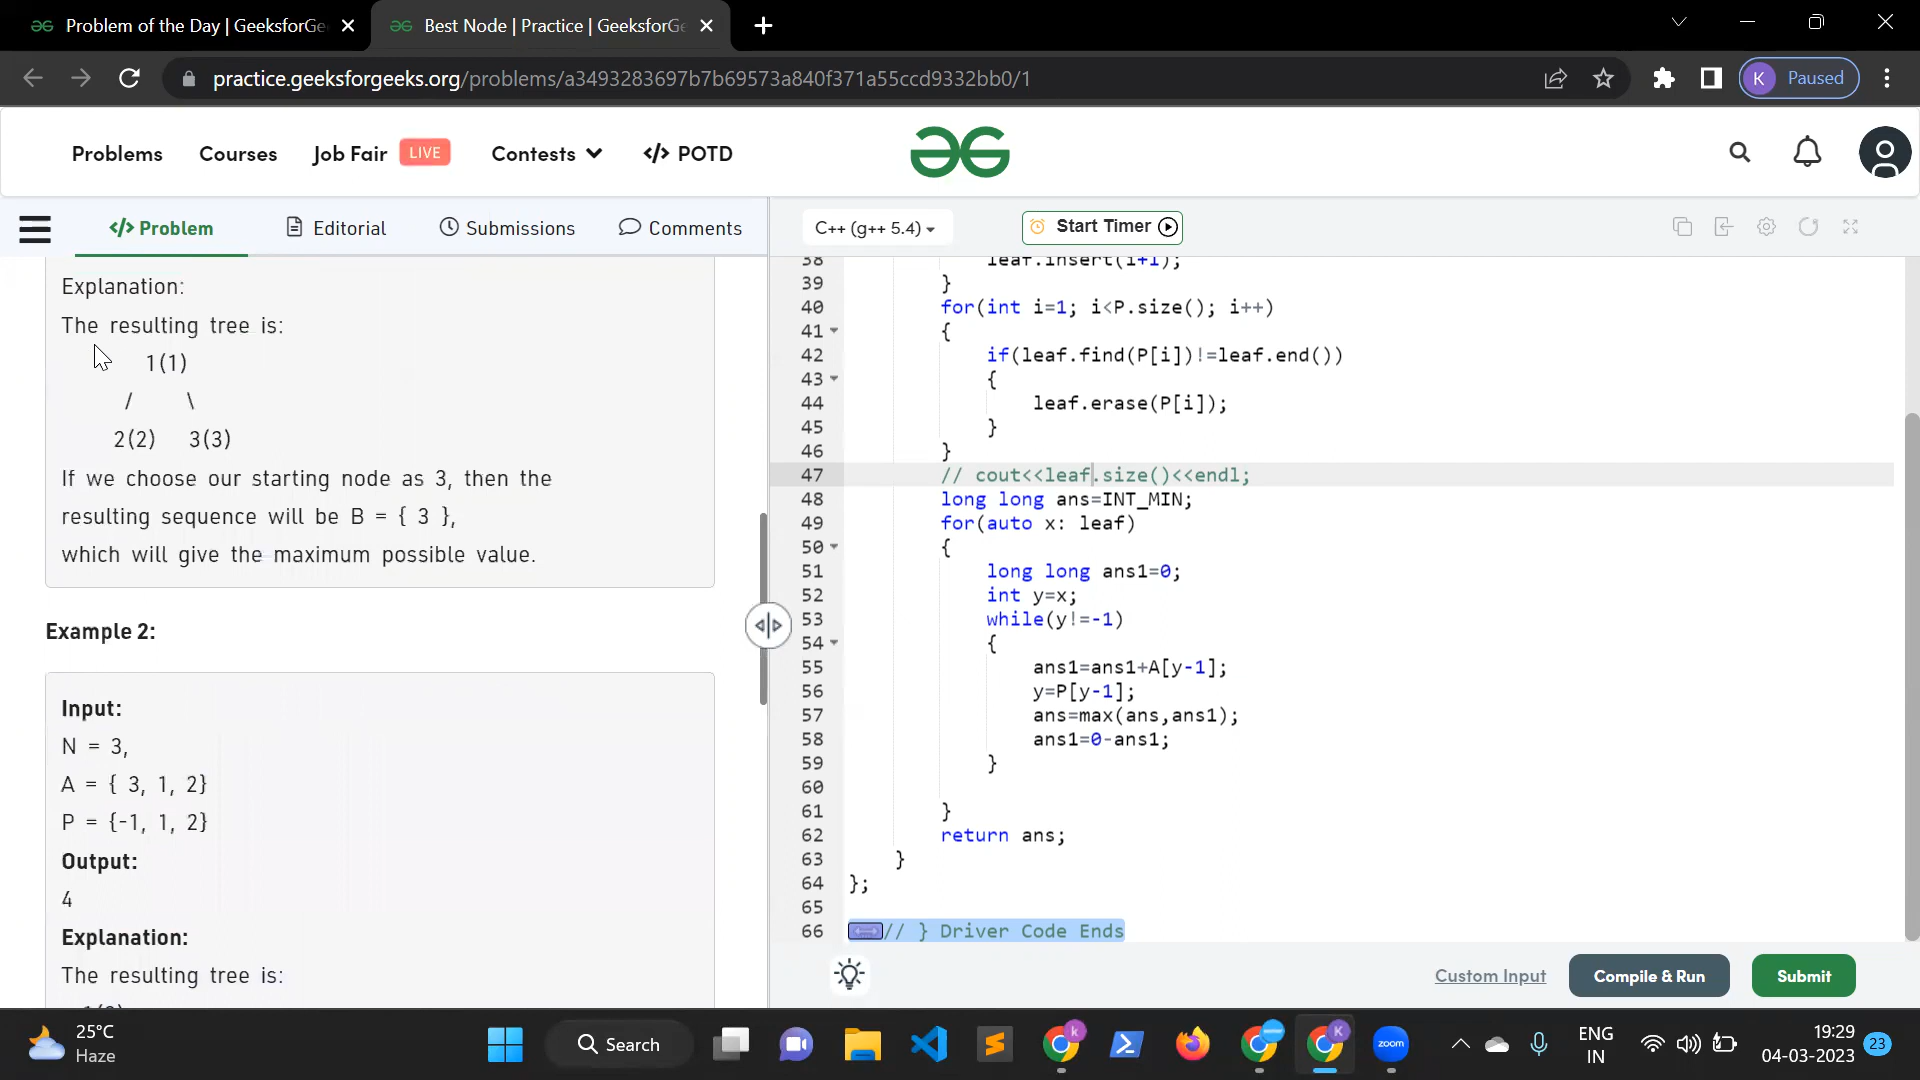 Problem of the Day | GeeksforGe
Best Node | Practice | GeeksforG
practice.geeksforgeeks.org/problems/a3493283697b7b69573a840f371a55ccd9332bb0/1
K Paused
Problems
Courses
Job Fair LIVE
Contests
</> POTD
</> Problem
Editorial
Submissions
Comments
C++ (g++ 5.4)
Start Timer
Explanation:
The resulting tree is:
1(1)
/ \
2(2) 3(3)
If we choose our starting node as 3, then the
resulting sequence will be B = { 3 },
which will give the maximum possible value.
Example 2:
Input:
N = 3,
A = { 3, 1, 2}
P = {-1, 1, 2}
Output:
4
Explanation:
The resulting tree is:
38 leaf.insert(i+1);
39 }
40 for(int i=1; i<P.size(); i++)
41 {
42 if(leaf.find(P[i])!=leaf.end())
43 {
44 leaf.erase(P[i]);
45 }
46 }
47 // cout<<leaf.size()<<endl;
48 long long ans=INT_MIN;
49 for(auto x: leaf)
50 {
51 long long ans1=0;
52 int y=x;
53 while(y!=-1)
54 {
55 ans1=ans1+A[y-1];
56 y=P[y-1];
57 ans=max(ans,ans1);
58 ans1=0-ans1;
59 }
60
61 }
62 return ans;
63 }
64 };
65
66 // } Driver Code Ends
Custom Input
Compile & Run
Submit
25°C
Haze
Search
k
K
zoom
ENG
IN
19:29
04-03-2023
23